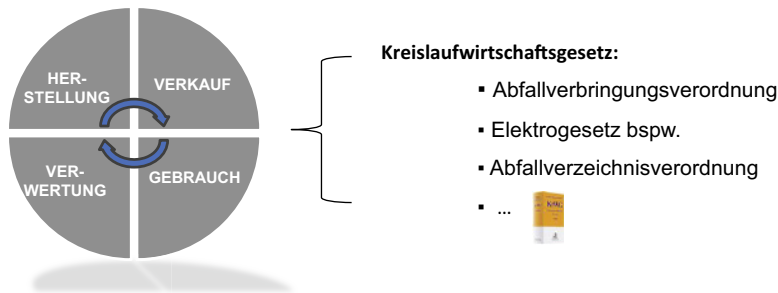 HER-
STELLUNG
VERKAUF
VER-
WERTUNG
GEBRAUCH
Kreislaufwirtschaftsgesetz:
▪ Abfallverbringungsverordnung
▪ Elektrogesetz bspw.
▪ Abfallverzeichnisverordnung
▪ ...